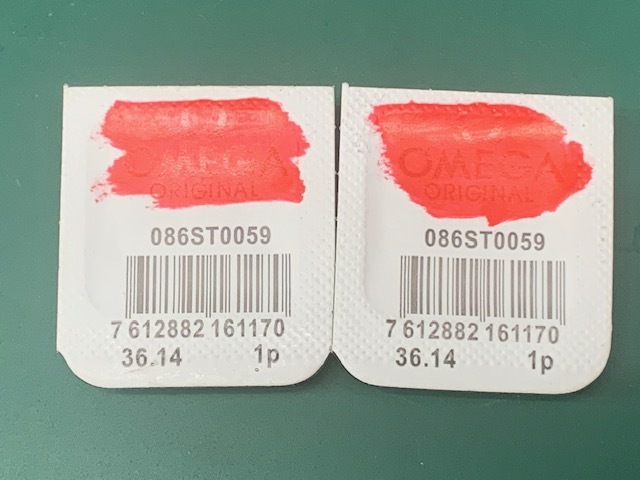 OMEGA
ORIGINAL
086ST0059
7 612882 161170
36.14 1p
OMEGA
ORIGINAL
086ST0059
7 612882 161170
36.14 1p